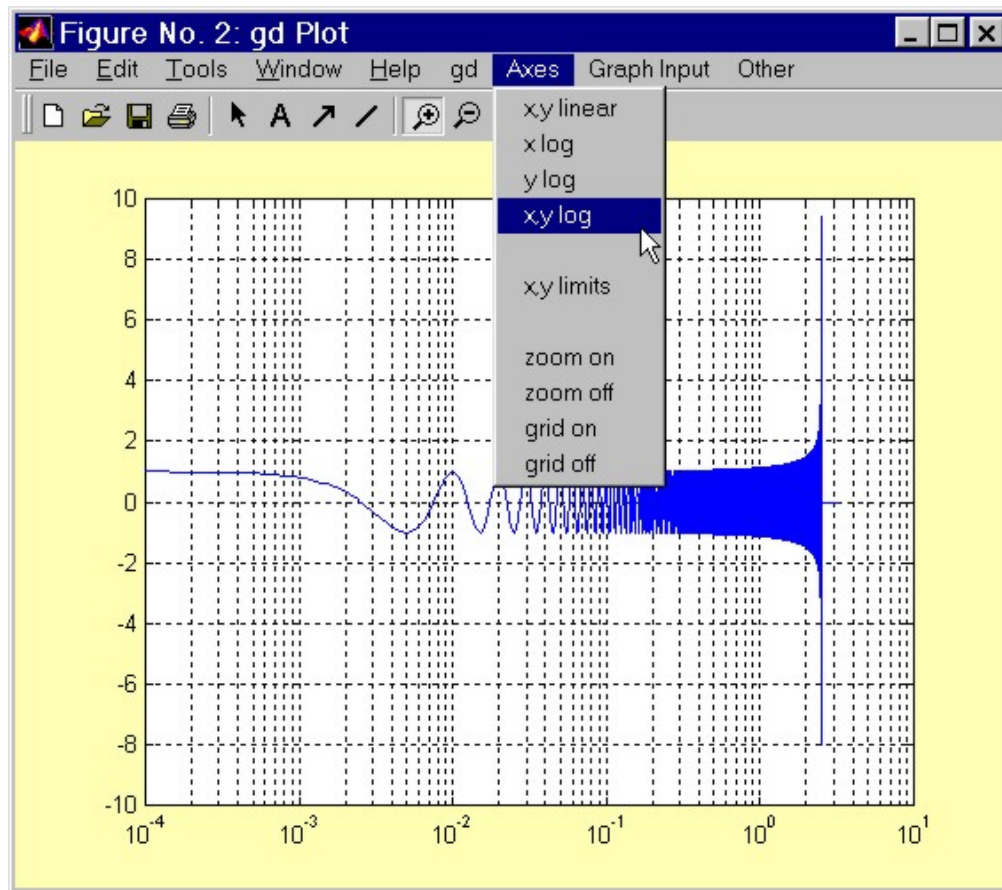 Figure No. 2: gd Plot
File Edit Tools Window Help gd Axes Graph Input Other
A
x,y linear
x log
y log
x,y log
x,y limits
zoom on
zoom off
grid on
grid off
10
8
6
4
2
0
-2
-4
-6
-8
-10
10⁻⁴ 10⁻³ 10⁻² 10⁻¹ 10⁰ 10¹